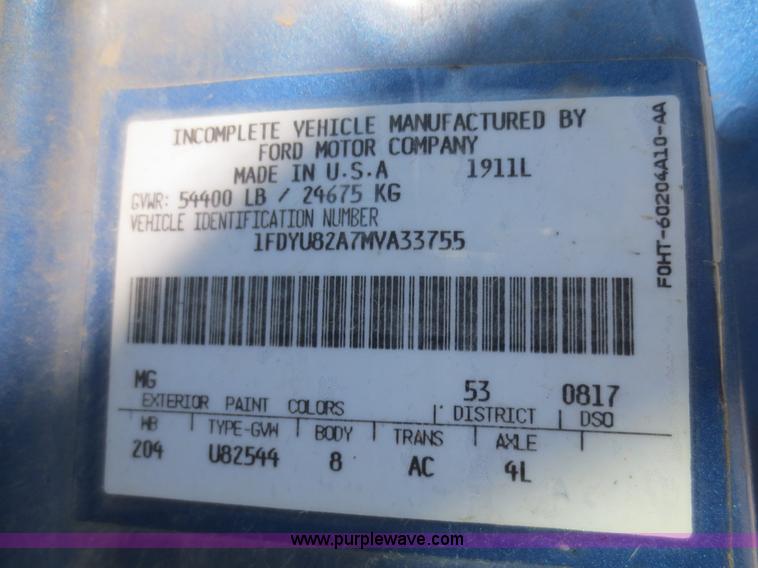 INCOMPLETE VEHICLE MANUFACTURED BY
FORD MOTOR COMPANY
MADE IN U.S.A 1911L
GVWR: 54400 LB / 24675 KG
VEHICLE IDENTIFICATION NUMBER
1FDYU82A7MVA33755
F0HT-60204A10-AA
MG 53 0817
EXTERIOR PAINT COLORS DISTRICT DSO
WB TYPE-GVW BODY TRANS AXLE
204 U82544 8 AC 4L
www.purplewave.com